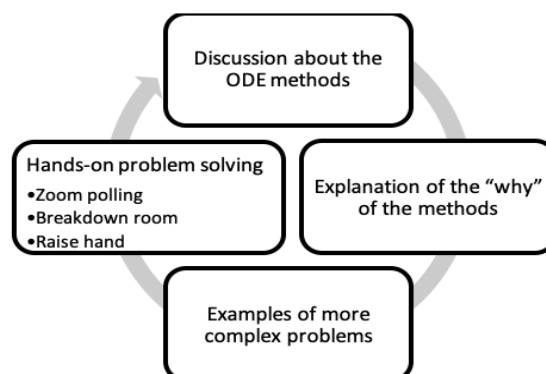 Discussion about the
ODE methods
Explanation of the “why”
of the methods
Examples of more
complex problems
Hands-on problem solving
•Zoom polling
•Breakdown room
•Raise hand